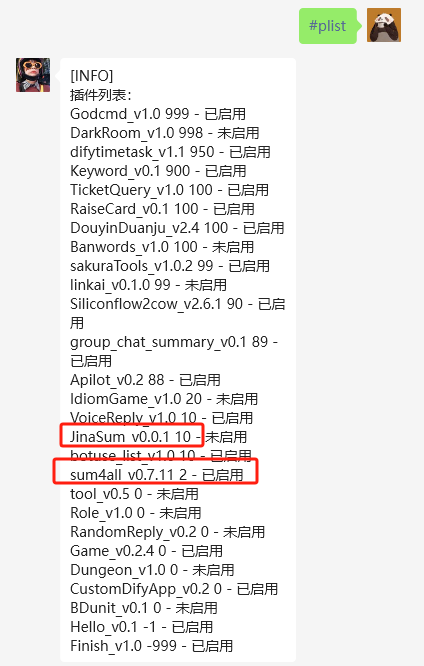 #plist
[INFO]
插件列表：
Godcmd_v1.0 999 - 已启用
DarkRoom_v1.0 998 - 未启用
difytimetask_v1.1 950 - 已启用
Keyword_v0.1 900 - 已启用
TicketQuery_v1.0 100 - 已启用
RaiseCard_v0.1 100 - 已启用
DouyinDuanju_v2.4 100 - 已启用
Banwords_v1.0 100 - 未启用
sakuraTools_v1.0.2 99 - 已启用
linkai_v0.1.0 99 - 未启用
Siliconflow2cow_v2.6.1 90 - 已启
用
group_chat_summary_v0.1 89 -
已启用
Apilot_v0.2 88 - 已启用
IdiomGame_v1.0 20 - 未启用
VoiceReply_v1.0 10 - 已启用
JinaSum_v0.0.1 10 - 未启用
botuse_list_v1.0 10 - 已启用
sum4all_v0.7.11 2 - 已启用
tool_v0.5 0 - 未启用
Role_v1.0 0 - 未启用
RandomReply_v0.2 0 - 未启用
Game_v0.2.4 0 - 已启用
Dungeon_v1.0 0 - 未启用
CustomDifyApp_v0.2 0 - 已启用
BDunit_v0.1 0 - 未启用
Hello_v0.1 -1 - 已启用
Finish_v1.0 -999 - 已启用